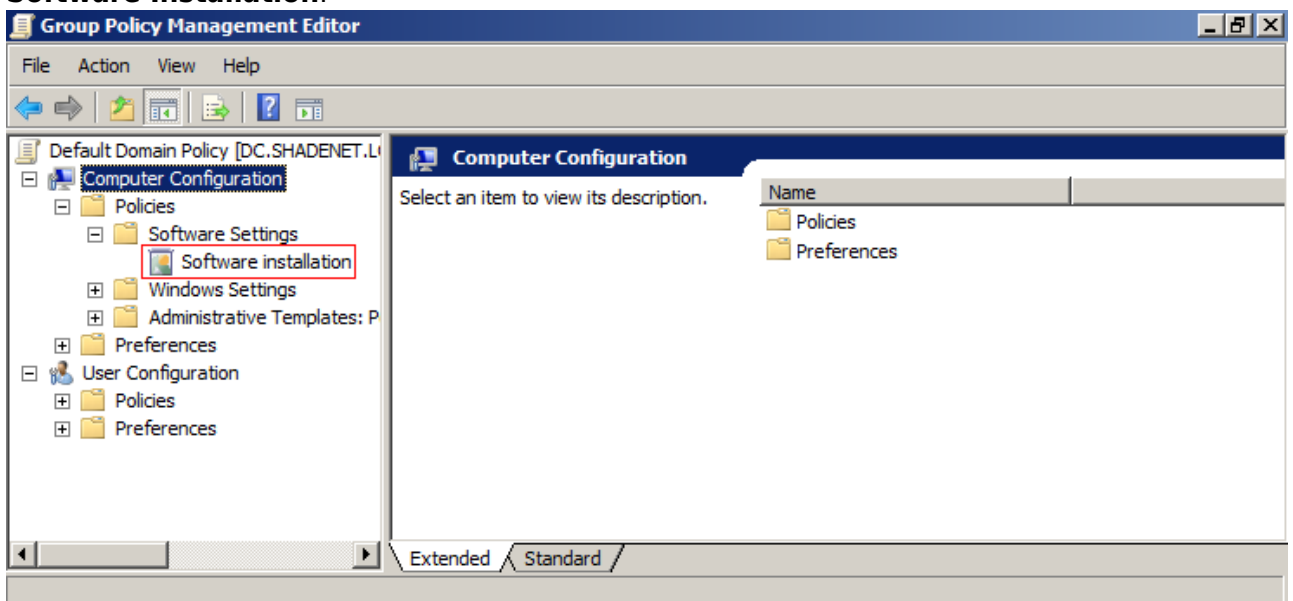 Software installation.
Group Policy Management Editor
File Action View Help
Default Domain Policy [DC.SHADENET.L
Computer Configuration
Policies
Software Settings
Software installation
Windows Settings
Administrative Templates: P
Preferences
User Configuration
Policies
Preferences
Computer Configuration
Select an item to view its description.
Name
Policies
Preferences
Extended Standard